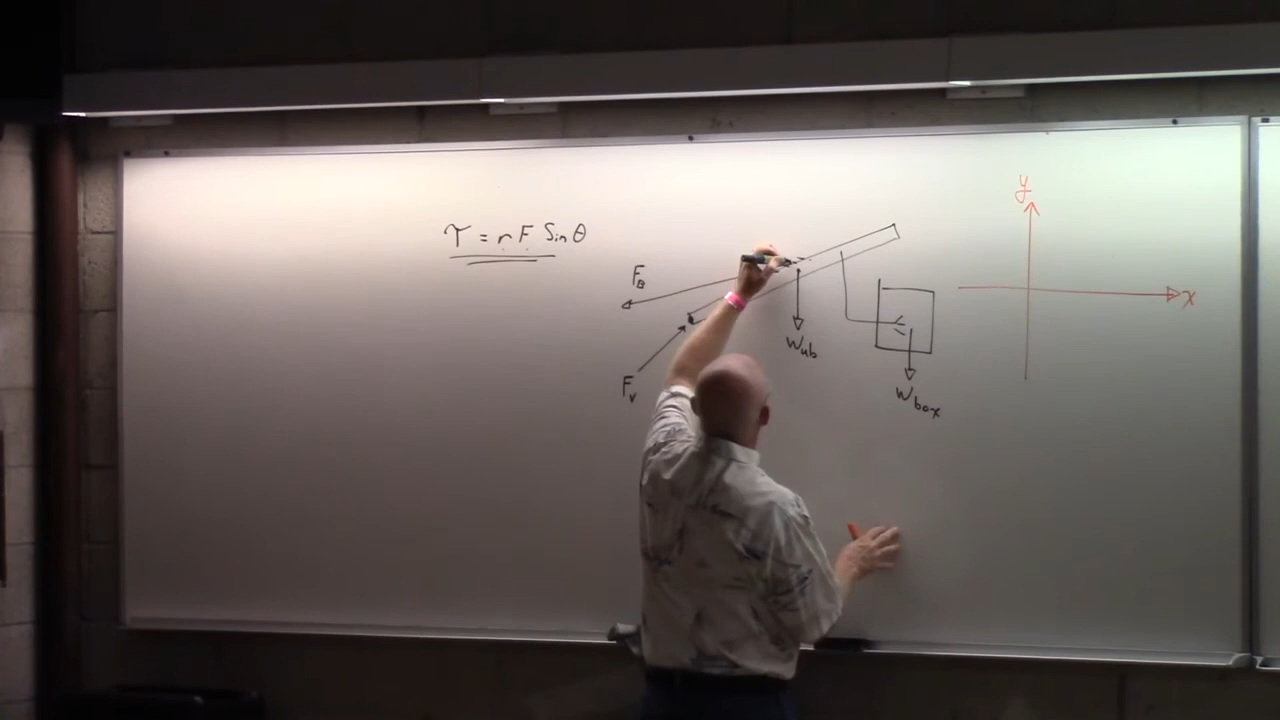 τ = r F Sin θ
y
x
F_B
F_V
W_ub
W_box